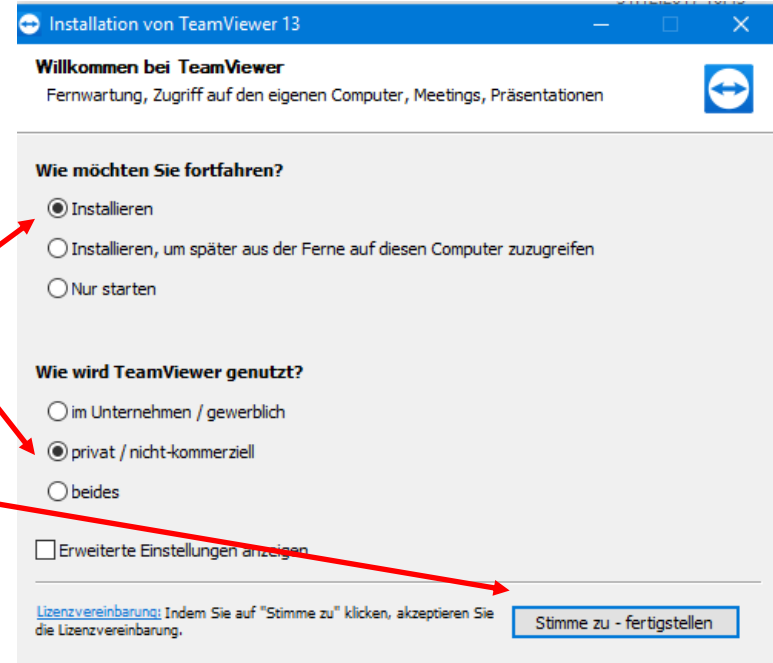 Installation von TeamViewer 13
Willkommen bei TeamViewer
Fernwartung, Zugriff auf den eigenen Computer, Meetings, Präsentationen
Wie möchten Sie fortfahren?
Installieren
Installieren, um später aus der Ferne auf diesen Computer zuzugreifen
Nur starten
Wie wird TeamViewer genutzt?
im Unternehmen / gewerblich
privat / nicht-kommerziell
beides
Erweiterte Einstellungen anzeigen
Lizenzvereinbarung: Indem Sie auf "Stimme zu" klicken, akzeptieren Sie
die Lizenzvereinbarung.
Stimme zu - fertigstellen